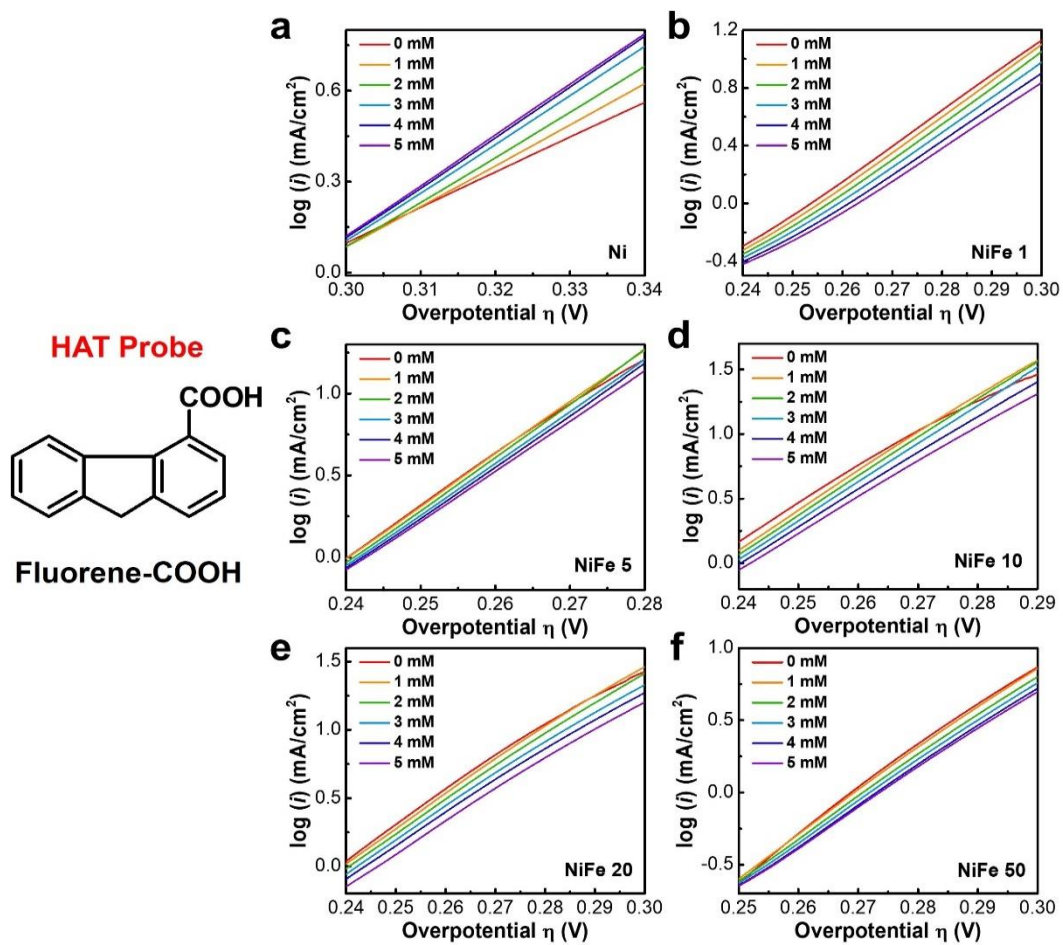 HAT Probe
COOH
Fluorene-COOH
a
log (i) (mA/cm²)
0.6
0.3
0.0
0 mM
1 mM
2 mM
3 mM
4 mM
5 mM
Ni
0.30 0.31 0.32 0.33 0.34
Overpotential η (V)
b
log (i) (mA/cm²)
1.2
0.8
0.4
0.0
-0.4
0 mM
1 mM
2 mM
3 mM
4 mM
5 mM
NiFe 1
0.24 0.25 0.26 0.27 0.28 0.29 0.30
Overpotential η (V)
c
log (i) (mA/cm²)
1.0
0.5
0.0
0 mM
1 mM
2 mM
3 mM
4 mM
5 mM
NiFe 5
0.24 0.25 0.26 0.27 0.28
Overpotential η (V)
d
log (i) (mA/cm²)
1.5
1.0
0.5
0.0
0 mM
1 mM
2 mM
3 mM
4 mM
5 mM
NiFe 10
0.24 0.25 0.26 0.27 0.28 0.29
Overpotential η (V)
e
log (i) (mA/cm²)
1.5
1.0
0.5
0.0
0 mM
1 mM
2 mM
3 mM
4 mM
5 mM
NiFe 20
0.24 0.25 0.26 0.27 0.28 0.29 0.30
Overpotential η (V)
f
log (i) (mA/cm²)
1.0
0.5
0.0
-0.5
0 mM
1 mM
2 mM
3 mM
4 mM
5 mM
NiFe 50
0.25 0.26 0.27 0.28 0.29 0.30
Overpotential η (V)